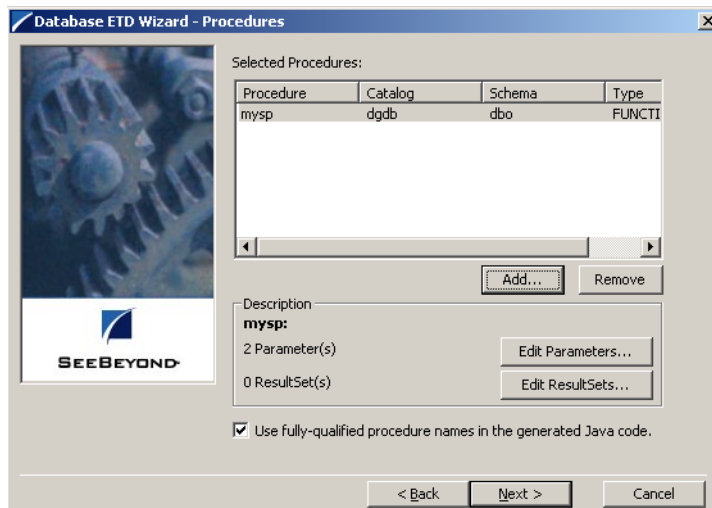 Database ETD Wizard - Procedures
Selected Procedures:
Procedure Catalog Schema Type
mysp dgdb dbo FUNCTI
Add... Remove
Description
mysp:
2 Parameter(s) Edit Parameters...
0 ResultSet(s) Edit ResultSets...
SEEBEYOND
Use fully-qualified procedure names in the generated Java code.
< Back Next > Cancel